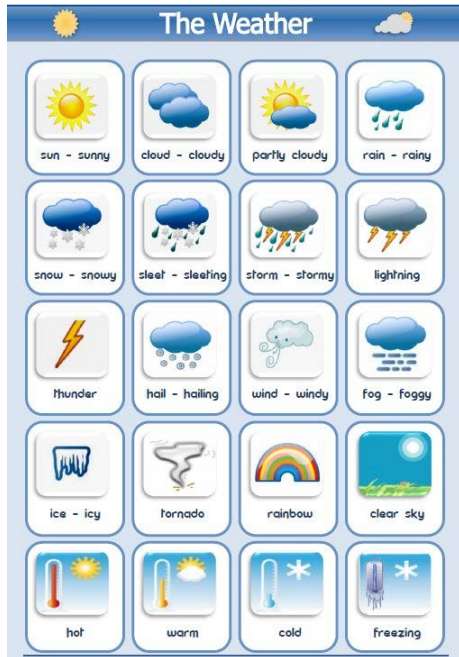 The Weather
sun - sunny
cloud - cloudy
partly cloudy
rain - rainy
snow - snowy
sleet - sleeting
storm - stormy
lightning
thunder
hail - hailing
wind - windy
fog - foggy
ice - icy
tornado
rainbow
clear sky
hot
warm
cold
freezing